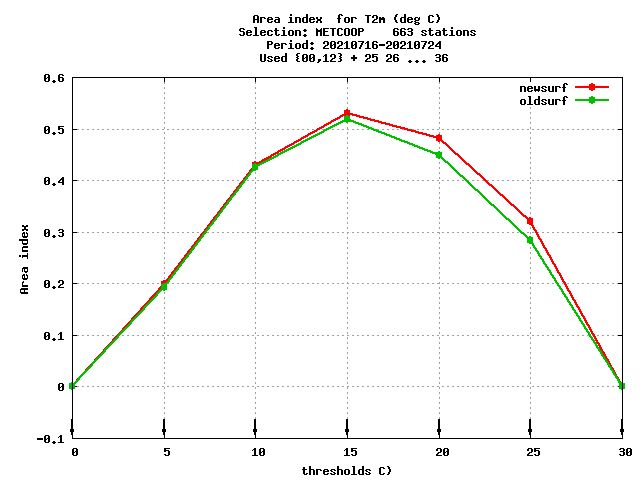 Area index for T2m (deg C)
Selection: METCOOP 663 stations
Period: 20210716-20210724
Used {00,12} + 25 26 ... 36
newsurf
oldsurf
0.6
0.5
0.4
0.3
0.2
0.1
0
-0.1
Area index
0 5 10 15 20 25 30
thresholds C)